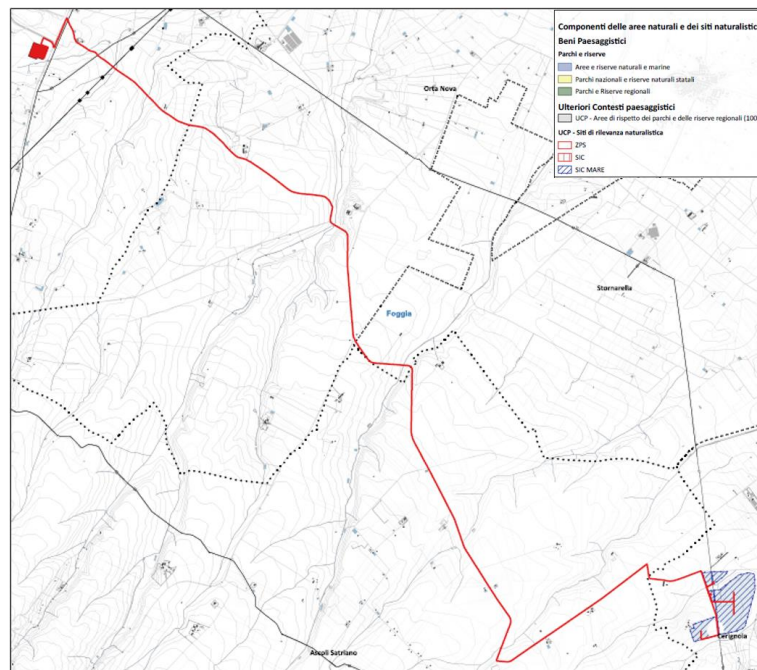 Componenti delle aree naturali e dei siti naturalistic
Beni Paesaggistici
Parchi e riserve
Aree e riserve naturali e marine
Parchi nazionali e riserve naturali statali
Parchi e Riserve regionali
Ulteriori Contesti paesaggistici
UCP - Aree di rispetto dei parchi e delle riserve regionali (100
UCP - Siti di rilevanza naturalistica
ZPS
SIC
SIC MARE
Orta Nova
Stornarella
Foggia
Cerignola
Ascoli Satriano